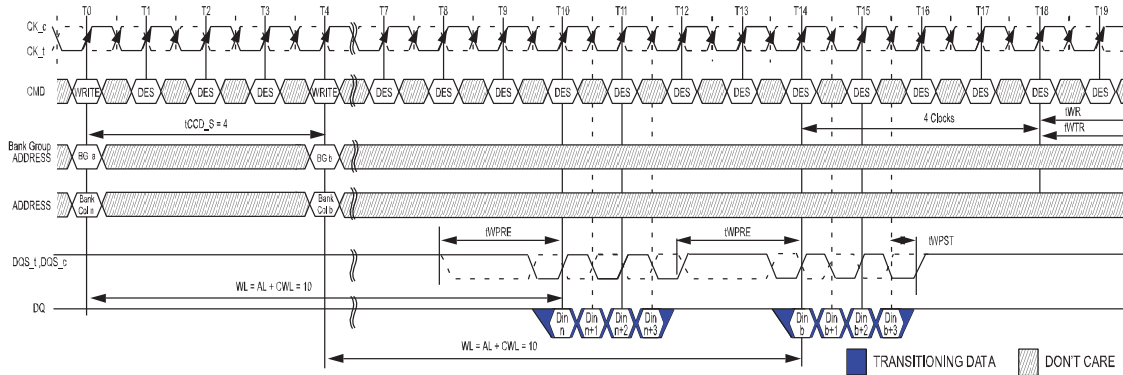 T0 T1 T2 T3 T4 T7 T8 T9 T10 T11 T12 T13 T14 T15 T16 T17 T18 T19
CK_c
CK_t
CMD WRITE DES DES DES WRITE DES DES DES DES DES DES DES DES DES DES DES DES DES
tCCD_S = 4 4 Clocks tWR
tWTR
Bank Group
ADDRESS BG a BG b
ADDRESS Bank Col n Bank Col b
tWPRE tWPRE tWPST
DQS_t ,DQS_c
WL = AL + CWL = 10
DQ Din n Din n+1 Din n+2 Din n+3 Din b Din b+1 Din b+2 Din b+3
WL = AL + CWL = 10
TRANSITIONING DATA DON'T CARE